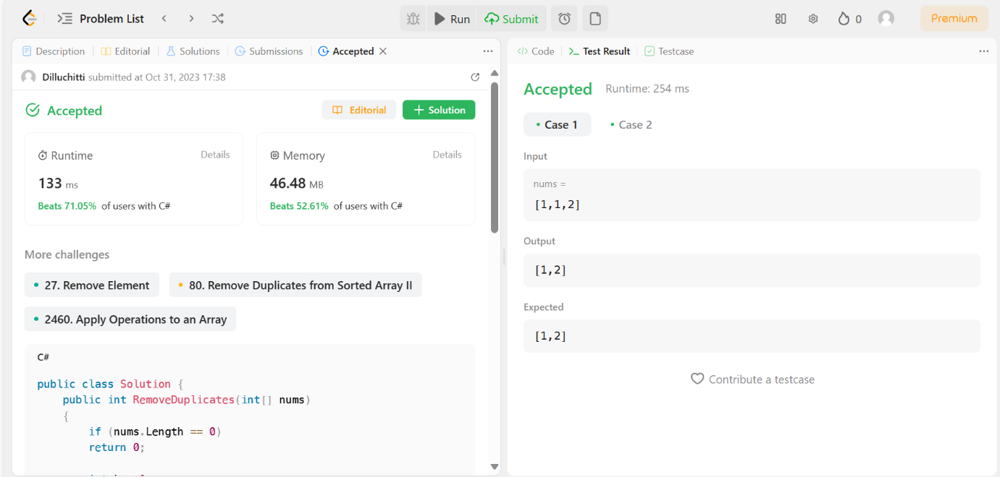 Problem List
Run
Submit
0
Premium
Description
Editorial
Solutions
Submissions
Accepted
Dilluchitti submitted at Oct 31, 2023 17:38
Accepted
Editorial
Solution
Runtime
Details
133 ms
Beats 71.05% of users with C#
Memory
Details
46.48 MB
Beats 52.61% of users with C#
More challenges
27. Remove Element
80. Remove Duplicates from Sorted Array II
2460. Apply Operations to an Array
C#
public class Solution {
public int RemoveDuplicates(int[] nums)
{
if (nums.Length == 0)
return 0;
</> Code
Test Result
Testcase
Accepted
Runtime: 254 ms
Case 1
Case 2
Input
nums =
[1,1,2]
Output
[1,2]
Expected
[1,2]
Contribute a testcase